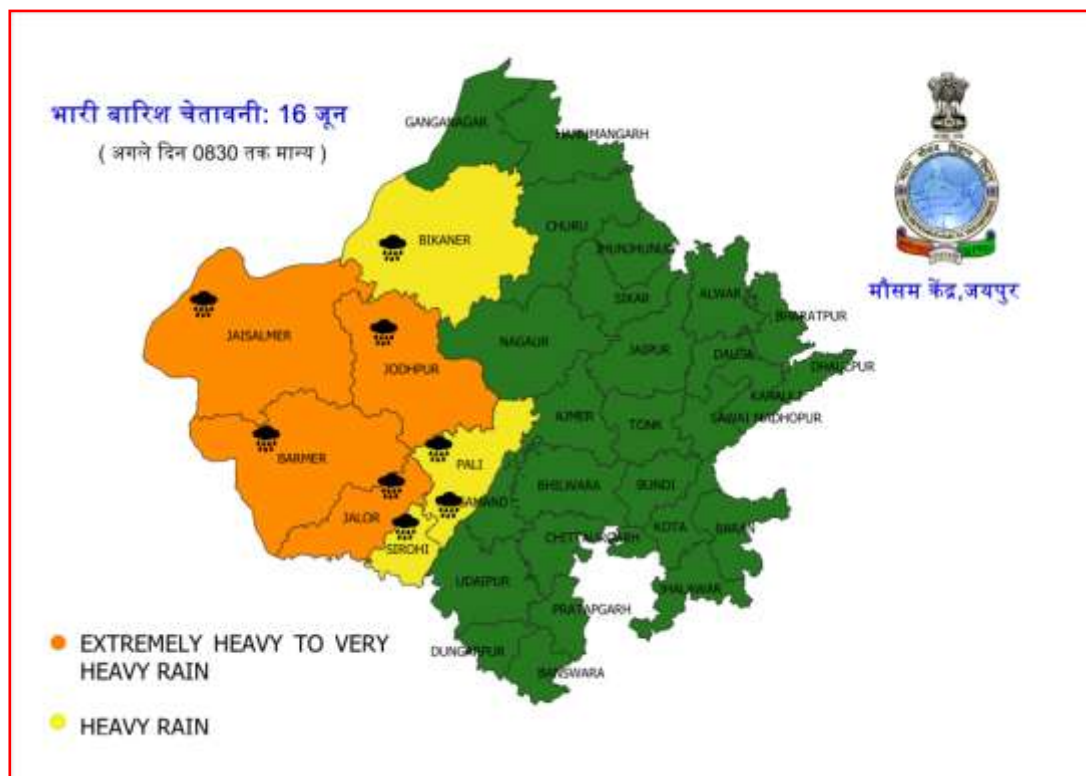 भारी बारिश चेतावनी: 16 जून
( अगले दिन 0830 तक मान्य )
मौसम केंद्र,जयपुर
GANGANAGAR
HANUMANGARH
BIKANER
CHURU
JHUNJHUNU
SIKAR
ALWAR
BHARATPUR
JAISALMER
JODHPUR
NAGAUR
JAIPUR
DAUSA
DHAULPUR
KARAULI
SAWAI MADHOPUR
AJMER
TONK
BARMER
PALI
BHILWARA
BUNDI
JALOR
SAMAND
KOTA
BARAN
SIROHI
CHITTAURGARH
UDAIPUR
JHALAWAR
PRATAPGARH
DUNGARPUR
BANSWARA
EXTREMELY HEAVY TO VERY
HEAVY RAIN
HEAVY RAIN